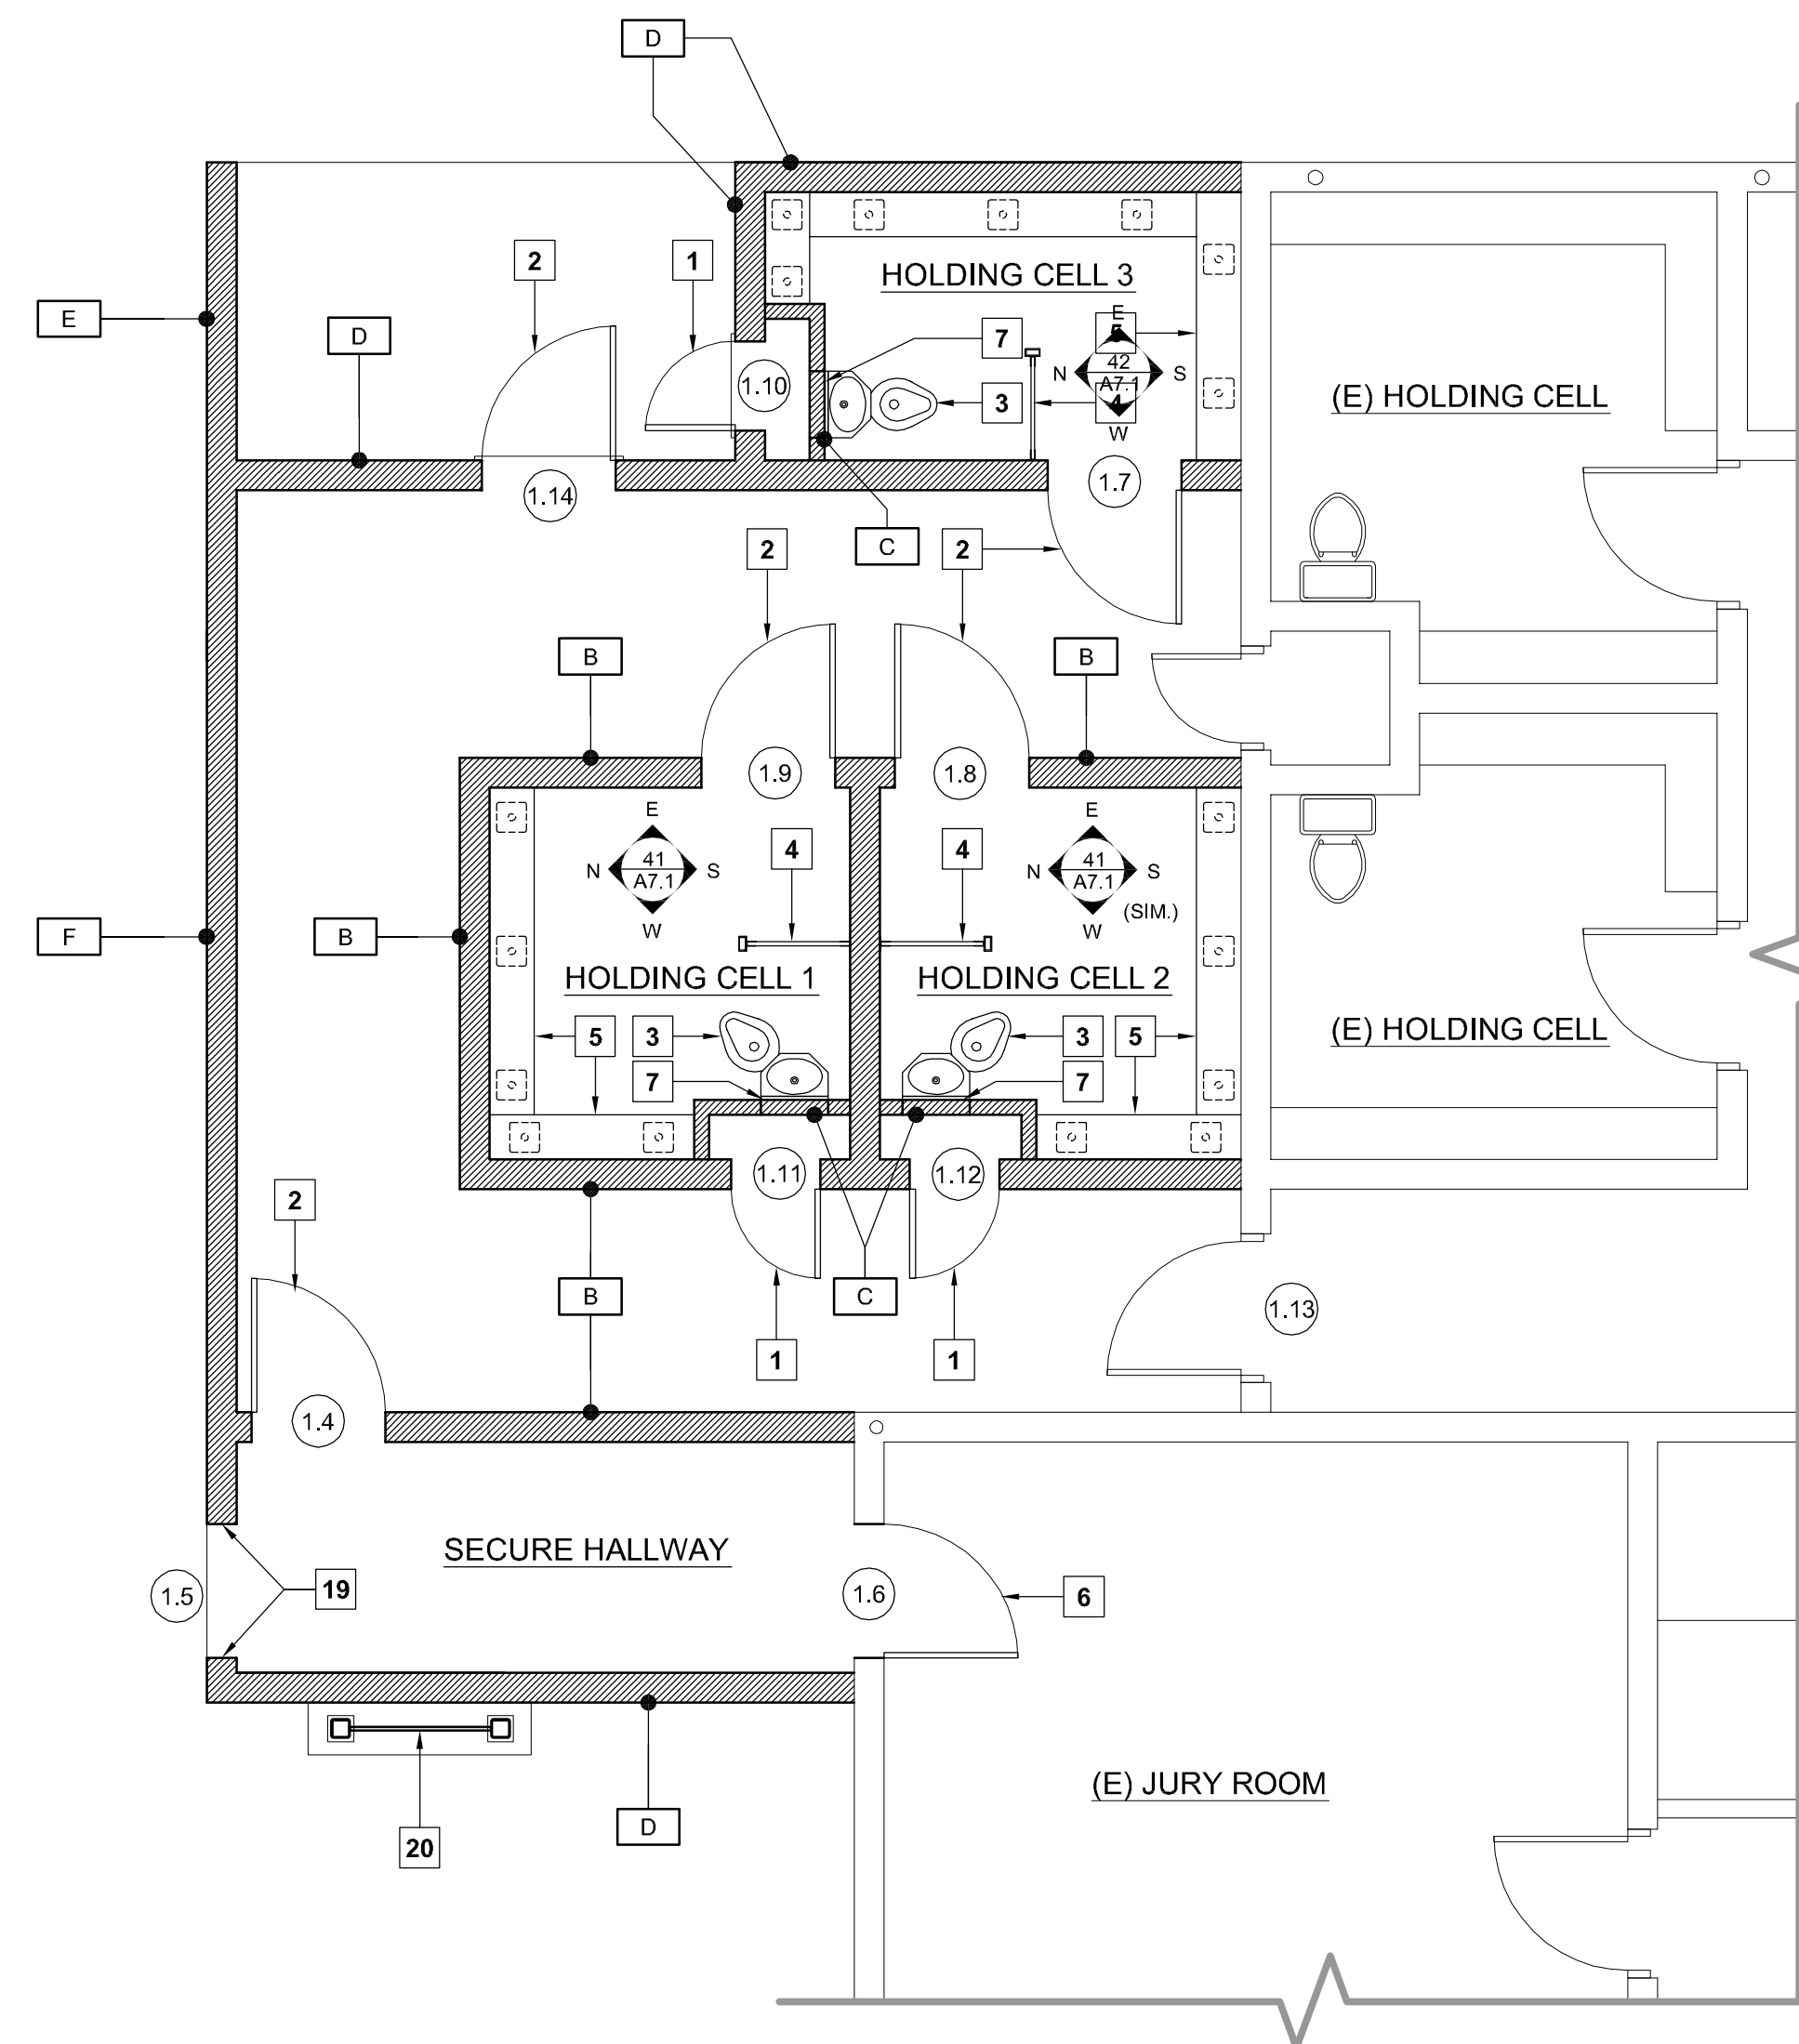 D
2
1
HOLDING CELL 3
E
D
7
E
5
N
42
A7.1
S
W
1.10
3
4
(E) HOLDING CELL
1.14
1.7
2
C
2
B
B
1.9
1.8
E
N
41
A7.1
S
W
4
4
E
N
41
A7.1
S
(SIM.)
W
F
B
HOLDING CELL 1
HOLDING CELL 2
5
3
3
5
(E) HOLDING CELL
7
7
1.11
1.12
2
B
C
1.13
1
1
1.4
SECURE HALLWAY
1.5
19
1.6
6
(E) JURY ROOM
D
20